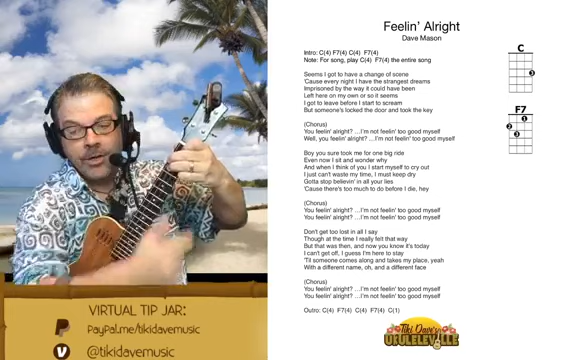 Feelin' Alright
Dave Mason
Intro: C(4) F7(4) C(4) F7(4)
Note: For song, play C(4) F7(4) the entire song
Seems I got to have a change of scene
'Cause every night I have the strangest dreams
Imprisoned by the way it could have been
Left here on my own or so it seems
I got to leave before I start to scream
But someone's locked the door and took the key
(Chorus)
You feelin' alright? …I'm not feelin' too good myself
Well, you feelin' alright? …I'm not feelin' too good myself
Boy you sure took me for one big ride
Even now I sit and wonder why
And when I think of you I start myself to cry out
I just can't waste my time, I must keep dry
Gotta stop believin' in all your lies
'Cause there's too much to do before I die, hey
(Chorus)
You feelin' alright? …I'm not feelin' too good myself
You feelin' alright? …I'm not feelin' too good myself
Don't get too lost in all I say
Though at the time I really felt that way
But that was then, and now you know it's today
I can't get off, I guess I'm here to stay
'Til someone comes along and takes my place, yeah
With a different name, oh, and a different face
(Chorus)
You feelin' alright? …I'm not feelin' too good myself
You feelin' alright? …I'm not feelin' too good myself
Outro: C(4) F7(4) C(4) F7(4) C(1)
C
3
F7
1
2
3
VIRTUAL TIP JAR:
PayPal.me/tikidavemusic
@tikidavemusic
Tiki Dave's
UKULELEVILLE